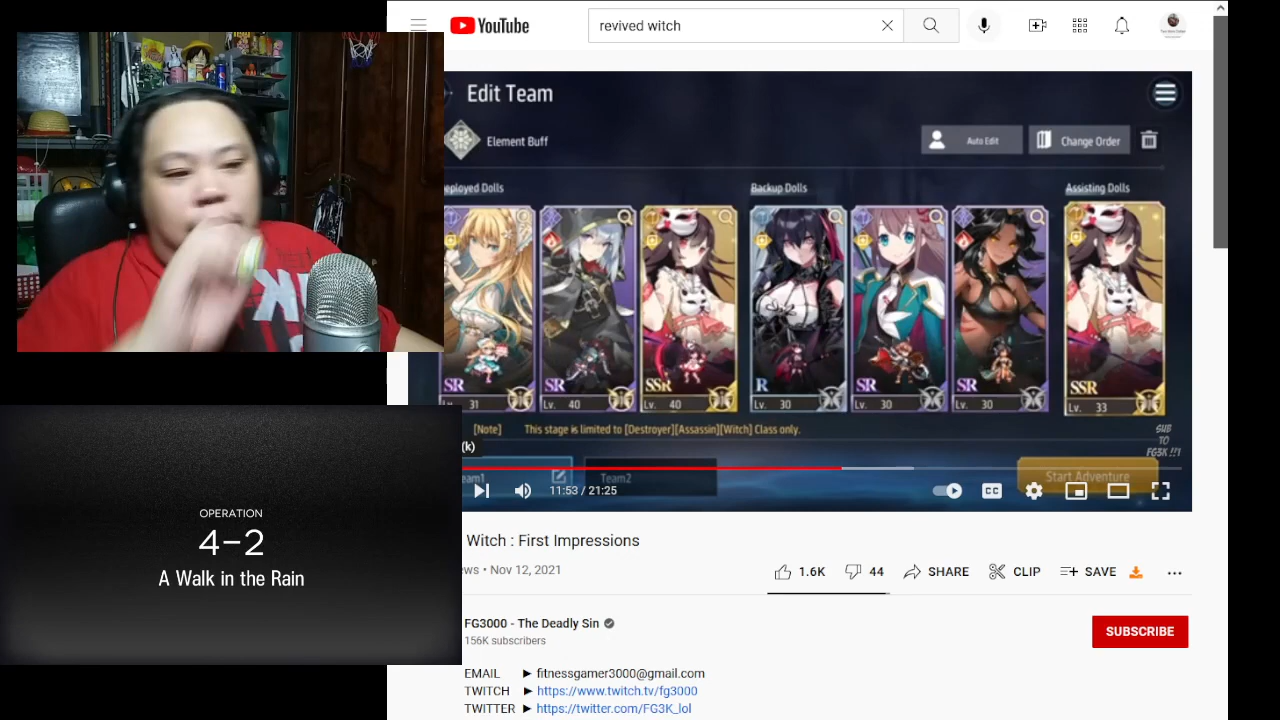 YouTube
revived witch
Edit Team
Element Buff
Auto Edit
Change Order
eployed Dolls
Backup Dolls
Assisting Dolls
SR
SR
SSR
R
SR
SR
SSR
31
Lv. 40
Lv. 40
Lv. 30
Lv. 30
Lv. 30
Lv. 33
[Note] This stage is limited to [Destroyer][Assassin][Witch] Class only.
SUB
TO
FG3K !!!
(k)
eam1
Team2
Start Adventure
11:53 / 21:25
CC
OPERATION
4-2
A Walk in the Rain
Witch : First Impressions
ews • Nov 12, 2021
1.6K
44
SHARE
CLIP
SAVE
FG3000 - The Deadly Sin
156K subscribers
SUBSCRIBE
EMAIL ► fitnessgamer3000@gmail.com
TWITCH ► https://www.twitch.tv/fg3000
TWITTER ► https://twitter.com/FG3K_lol